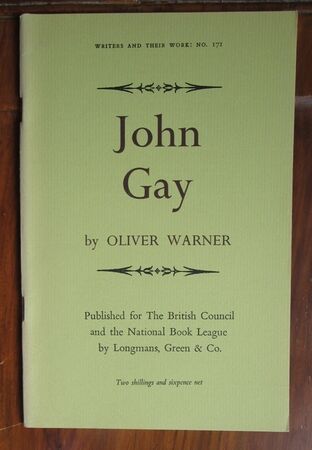 WRITERS AND THEIR WORK: NO. 171
John
Gay
by OLIVER WARNER
Published for The British Council
and the National Book League
by Longmans, Green & Co.
Two shillings and sixpence net